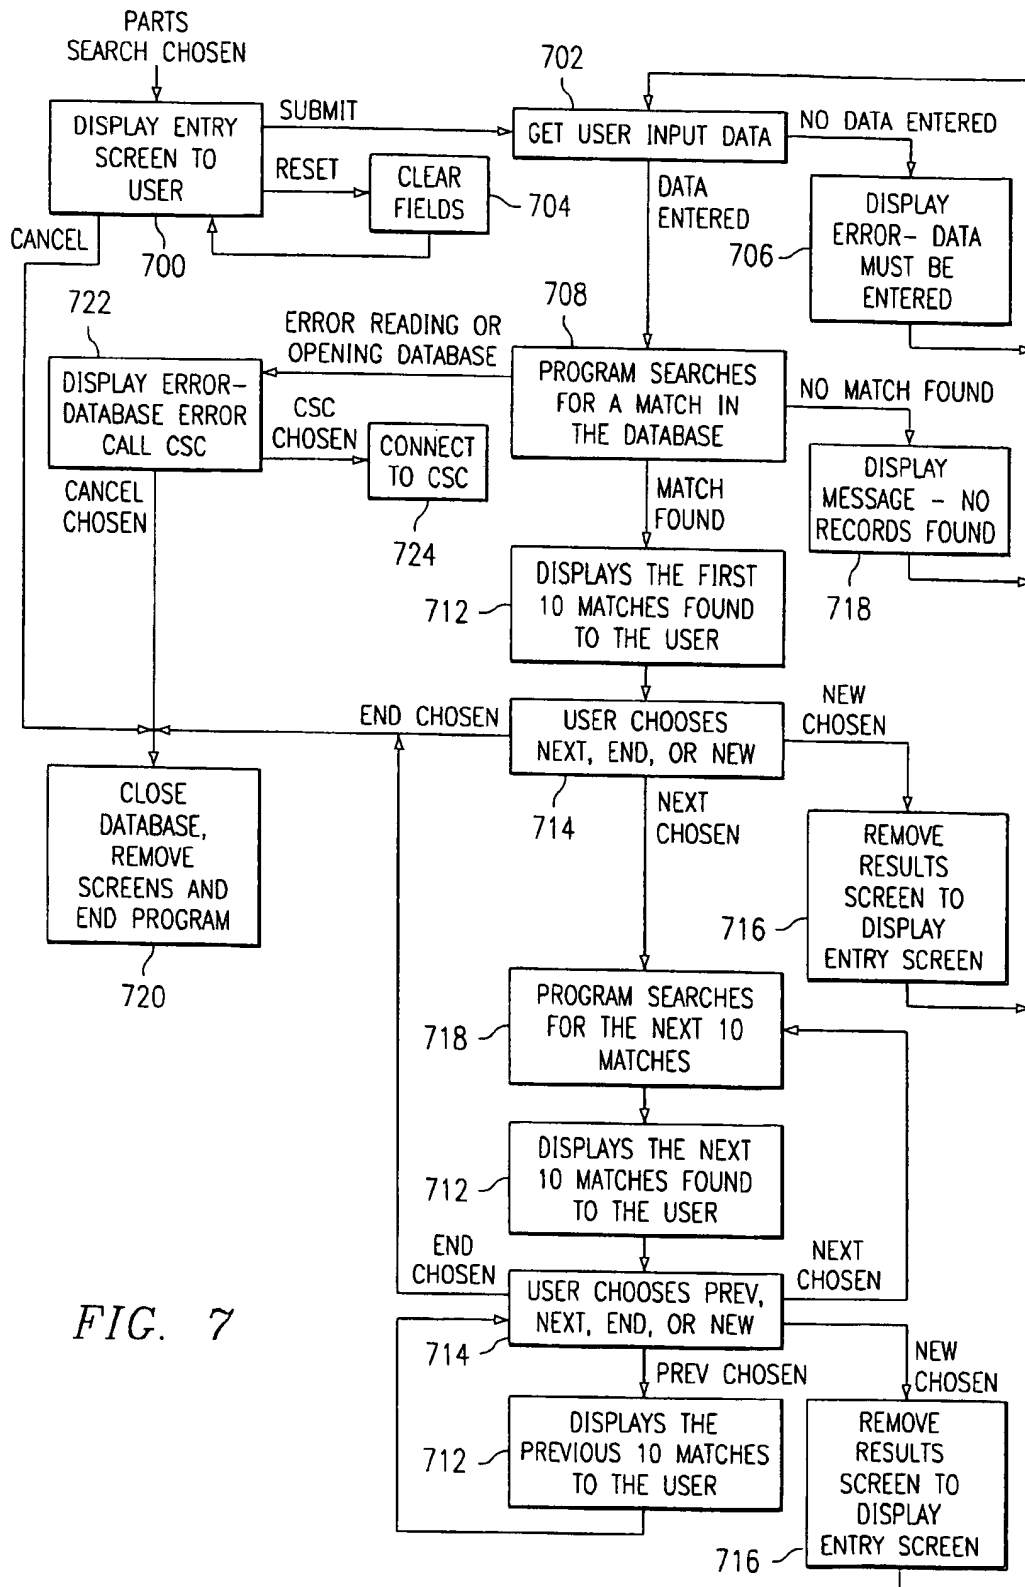 PARTS
SEARCH CHOSEN
DISPLAY ENTRY
SCREEN TO
USER
700
SUBMIT
RESET
CLEAR
FIELDS
704
CANCEL
702
GET USER INPUT DATA
NO DATA ENTERED
DATA
ENTERED
DISPLAY
ERROR- DATA
MUST BE
ENTERED
706
708
PROGRAM SEARCHES
FOR A MATCH IN
THE DATABASE
ERROR READING OR
OPENING DATABASE
722
DISPLAY ERROR-
DATABASE ERROR
CALL CSC
CSC
CHOSEN
CONNECT
TO CSC
724
CANCEL
CHOSEN
NO MATCH FOUND
DISPLAY
MESSAGE - NO
RECORDS FOUND
718
MATCH
FOUND
DISPLAYS THE FIRST
10 MATCHES FOUND
TO THE USER
712
END CHOSEN
USER CHOOSES
NEXT, END, OR NEW
714
NEW
CHOSEN
NEXT
CHOSEN
CLOSE
DATABASE,
REMOVE
SCREENS AND
END PROGRAM
720
REMOVE
RESULTS
SCREEN TO
DISPLAY
ENTRY SCREEN
716
PROGRAM SEARCHES
FOR THE NEXT 10
MATCHES
718
DISPLAYS THE NEXT
10 MATCHES FOUND
TO THE USER
712
END
CHOSEN
NEXT
CHOSEN
USER CHOOSES PREV,
NEXT, END, OR NEW
714
PREV CHOSEN
NEW
CHOSEN
DISPLAYS THE
PREVIOUS 10 MATCHES
TO THE USER
712
REMOVE
RESULTS
SCREEN TO
DISPLAY
ENTRY SCREEN
716
FIG. 7